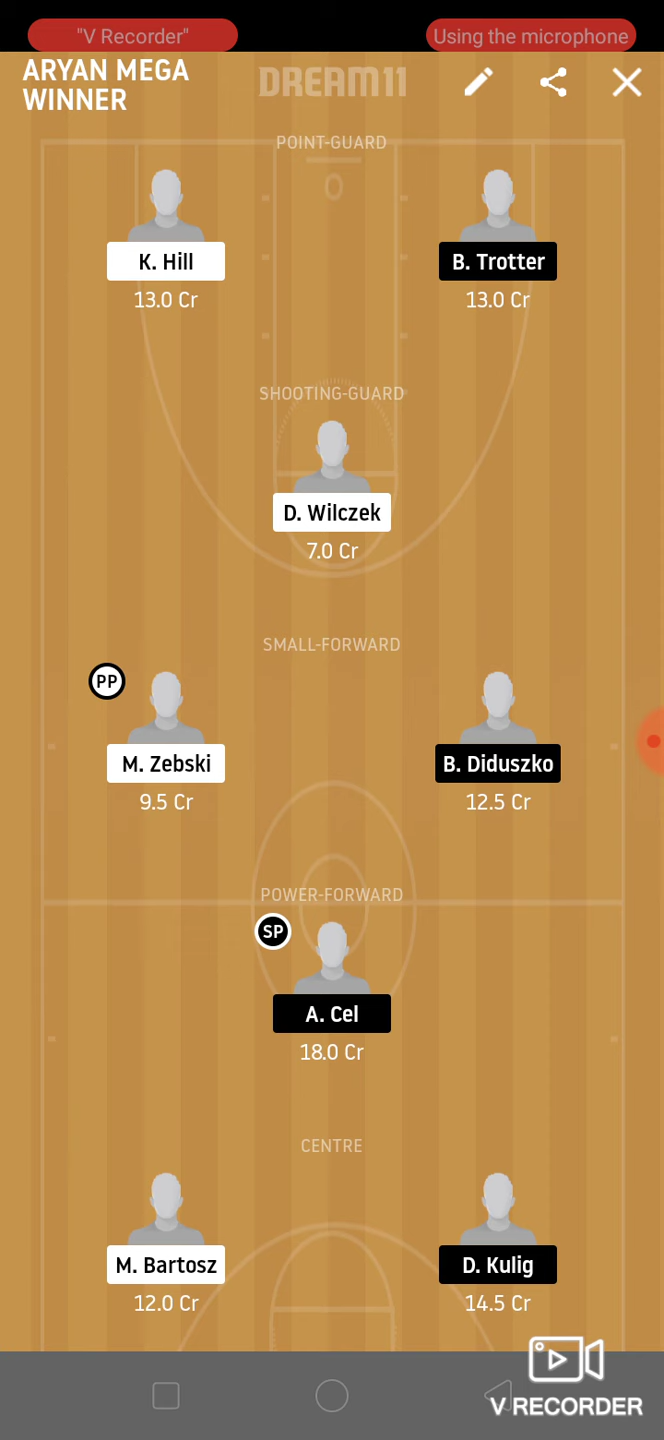 "V Recorder"
Using the microphone
ARYAN MEGA
WINNER
DREAM11
POINT-GUARD
0
K. Hill
B. Trotter
13.0 Cr
13.0 Cr
SHOOTING-GUARD
D. Wilczek
7.0 Cr
SMALL-FORWARD
PP
M. Zebski
B. Diduszko
9.5 Cr
12.5 Cr
POWER-FORWARD
SP
A. Cel
18.0 Cr
CENTRE
M. Bartosz
D. Kulig
12.0 Cr
14.5 Cr
V RECORDER